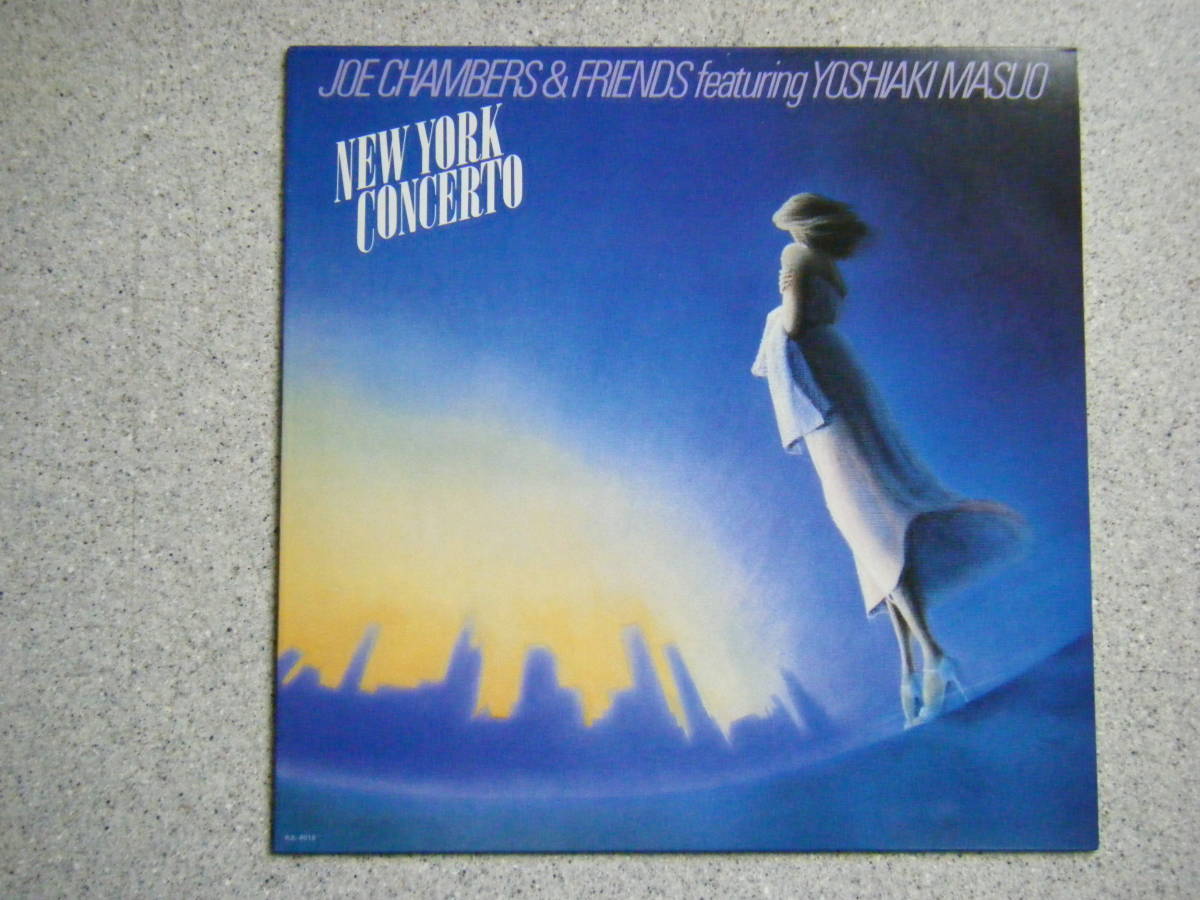 JOE CHAMBERS & FRIENDS featuring YOSHIAKI MASUO
NEW YORK
CONCERTO